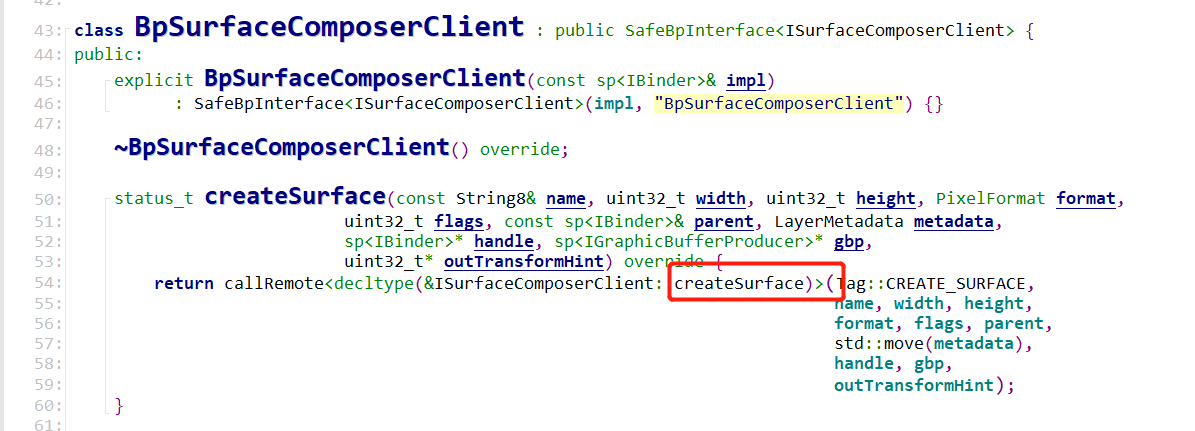 42:
43: class BpSurfaceComposerClient : public SafeBpInterface<ISurfaceComposerClient> {
44: public:
45: explicit BpSurfaceComposerClient(const sp<IBinder>& impl)
46: : SafeBpInterface<ISurfaceComposerClient>(impl, "BpSurfaceComposerClient") {}
47:
48: ~BpSurfaceComposerClient() override;
49:
50: status_t createSurface(const String8& name, uint32_t width, uint32_t height, PixelFormat format,
51: uint32_t flags, const sp<IBinder>& parent, LayerMetadata metadata,
52: sp<IBinder>* handle, sp<IGraphicBufferProducer>* gbp,
53: uint32_t* outTransformHint) override {
54: return callRemote<decltype(&ISurfaceComposerClient::createSurface)>(Tag::CREATE_SURFACE,
55: name, width, height,
56: format, flags, parent,
57: std::move(metadata),
58: handle, gbp,
59: outTransformHint);
60: }
61: